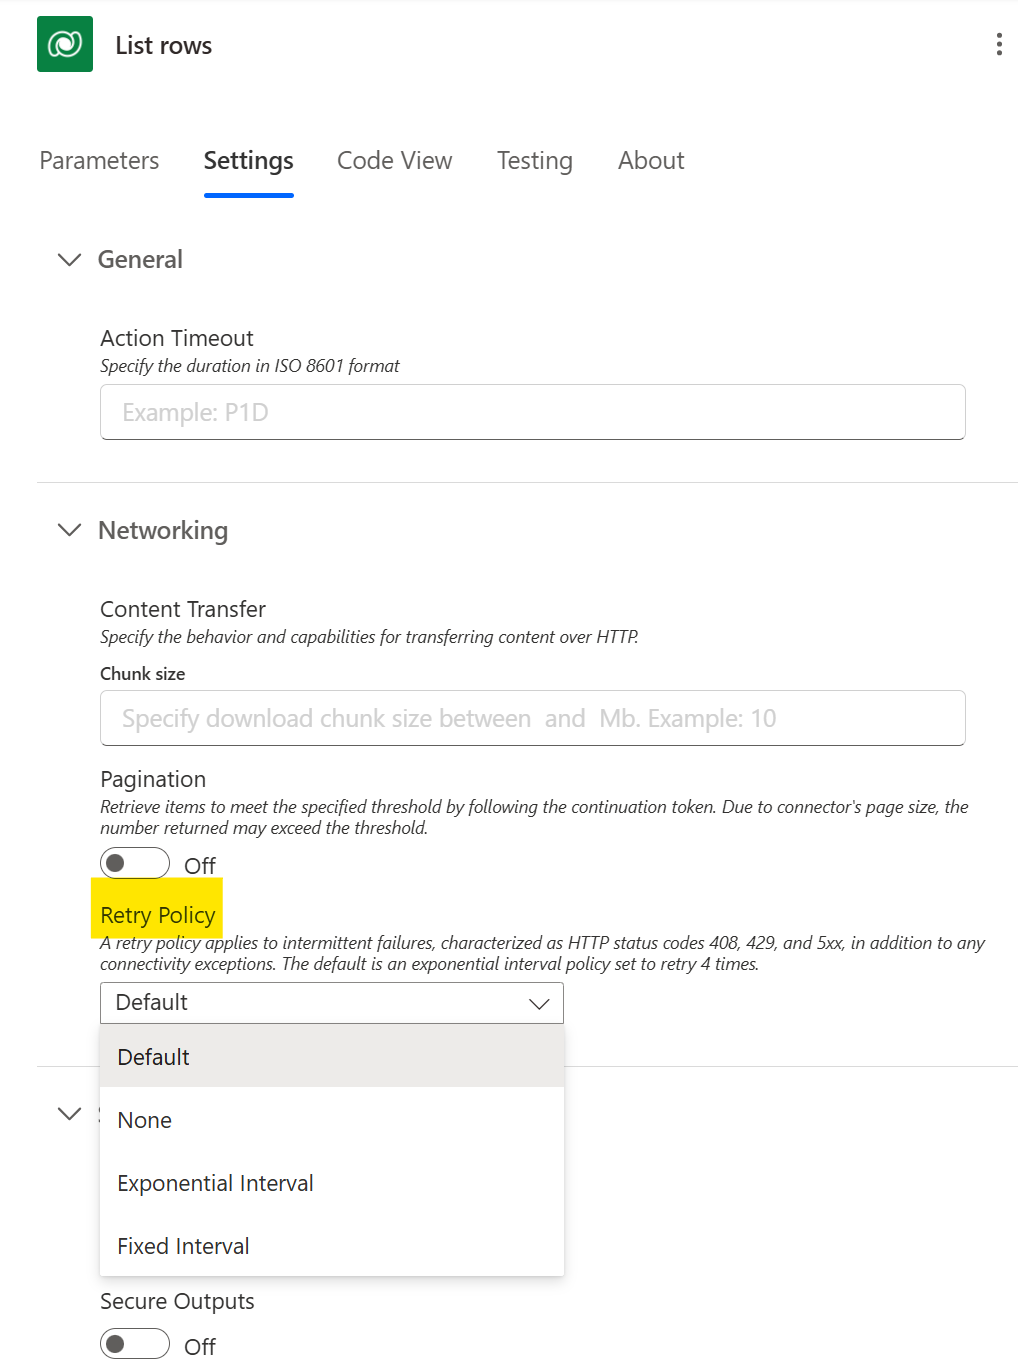 List rows
Parameters Settings Code View Testing About
General
Action Timeout
Specify the duration in ISO 8601 format
Example: P1D
Networking
Content Transfer
Specify the behavior and capabilities for transferring content over HTTP.
Chunk size
Specify download chunk size between  and  Mb. Example: 10
Pagination
Retrieve items to meet the specified threshold by following the continuation token. Due to connector's page size, the
number returned may exceed the threshold.
Off
Retry Policy
A retry policy applies to intermittent failures, characterized as HTTP status codes 408, 429, and 5xx, in addition to any
connectivity exceptions. The default is an exponential interval policy set to retry 4 times.
Default
Default
None
Exponential Interval
Fixed Interval
Secure Outputs
Off